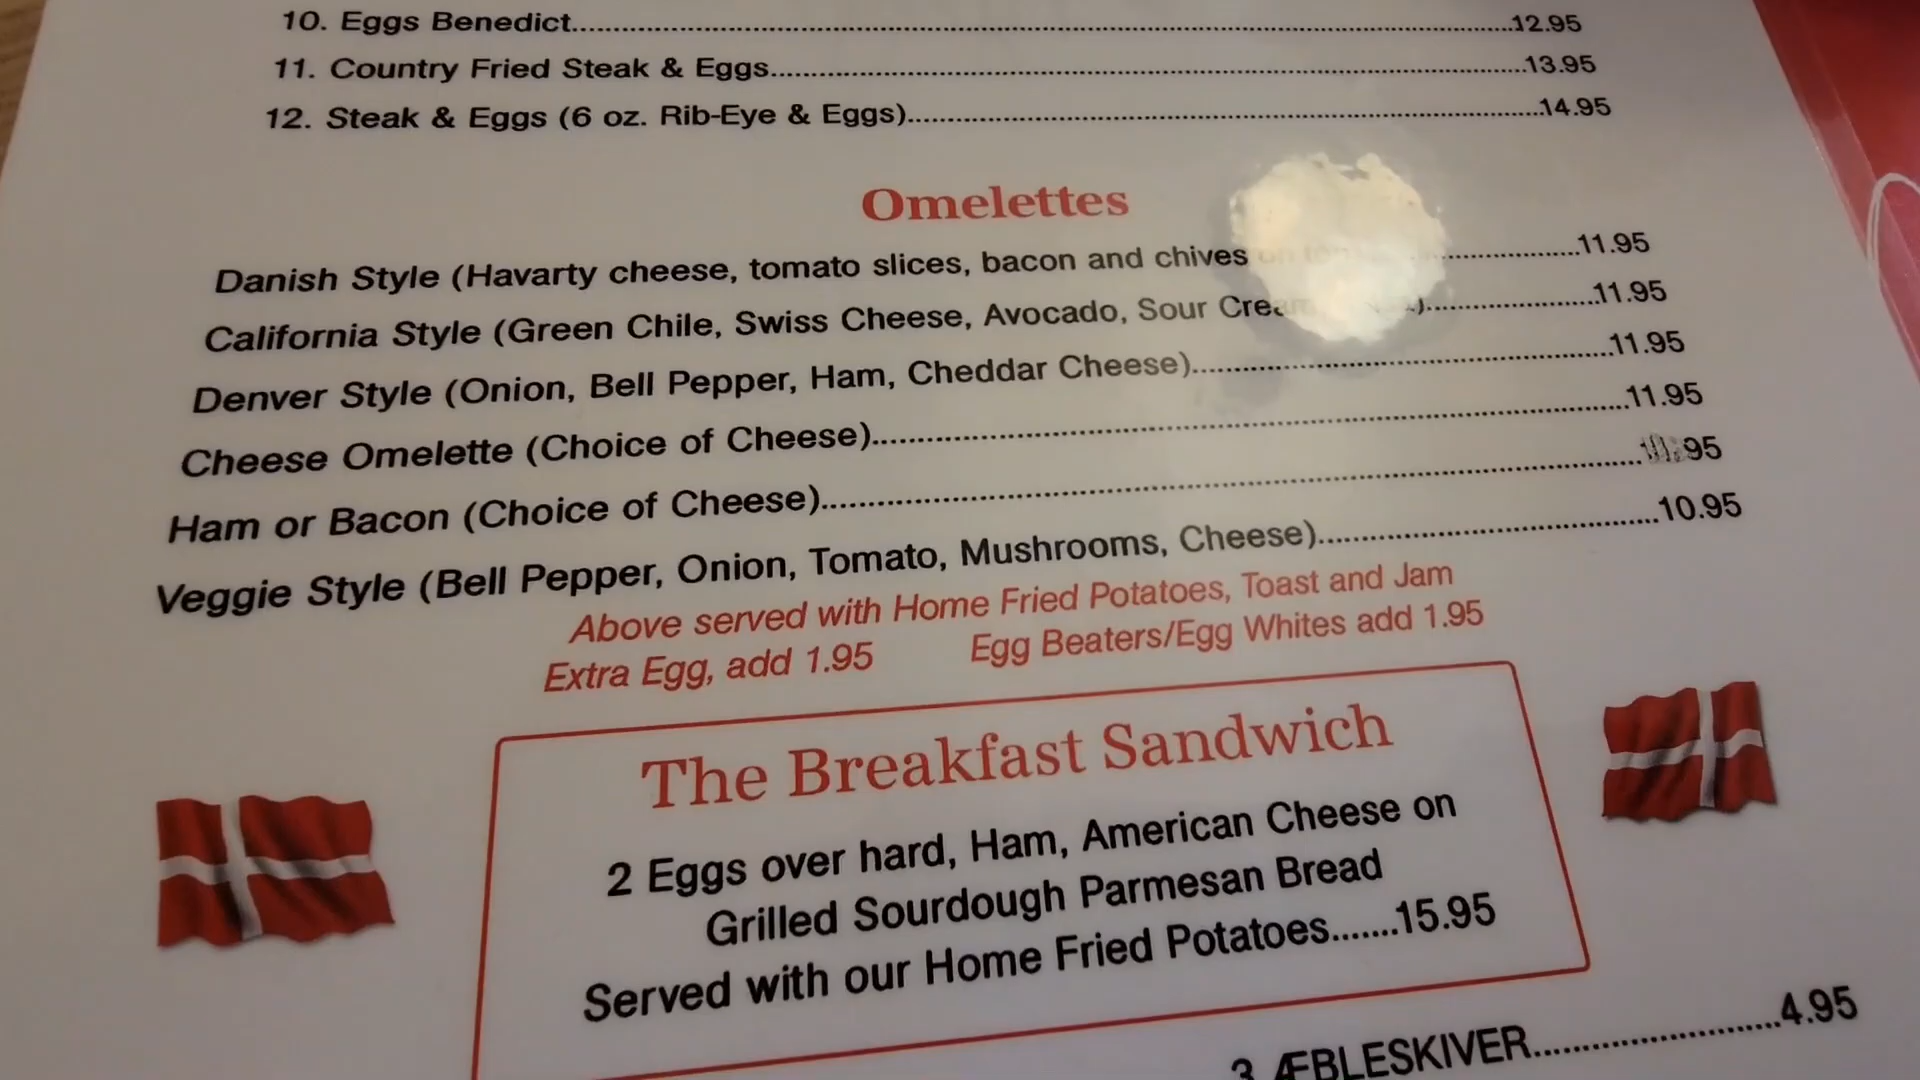 10. Eggs Benedict..........12.95
11. Country Fried Steak & Eggs..........13.95
12. Steak & Eggs (6 oz. Rib-Eye & Eggs)..........14.95
Omelettes
Danish Style (Havarty cheese, tomato slices, bacon and chives on ..........11.95
California Style (Green Chile, Swiss Cheese, Avocado, Sour Cream ..........11.95
Denver Style (Onion, Bell Pepper, Ham, Cheddar Cheese)..........11.95
Cheese Omelette (Choice of Cheese)..........11.95
Ham or Bacon (Choice of Cheese)..........
Veggie Style (Bell Pepper, Onion, Tomato, Mushrooms, Cheese)..........10.95
Above served with Home Fried Potatoes, Toast and Jam
Extra Egg, add 1.95 Egg Beaters/Egg Whites add 1.95
The Breakfast Sandwich
2 Eggs over hard, Ham, American Cheese on
Grilled Sourdough Parmesan Bread
Served with our Home Fried Potatoes.......15.95
3 ÆBLESKIVER..........4.95